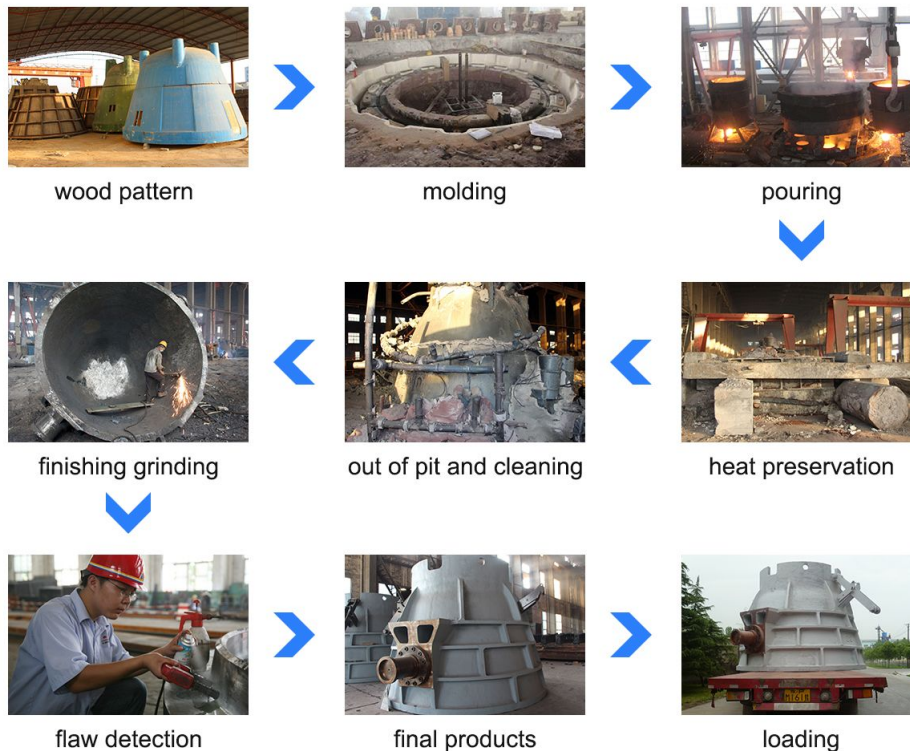 wood pattern
molding
pouring
heat preservation
out of pit and cleaning
finishing grinding
flaw detection
final products
loading